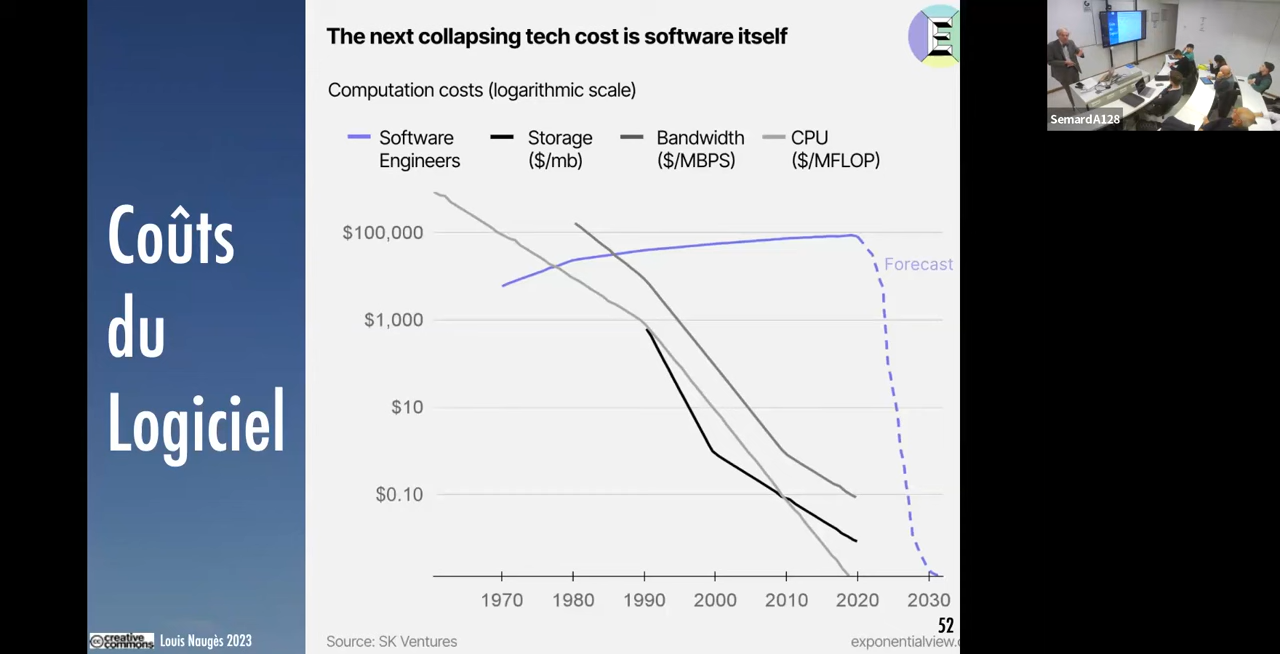 Coûts
du
Logiciel
creative commons
Louis Naugès 2023
The next collapsing tech cost is software itself
E
Computation costs (logarithmic scale)
Software Engineers
Storage ($/mb)
Bandwidth ($/MBPS)
CPU ($/MFLOP)
$100,000
$1,000
$10
$0.10
Forecast
1970 1980 1990 2000 2010 2020 2030
52
Source: SK Ventures
exponentialview.
SemardA128